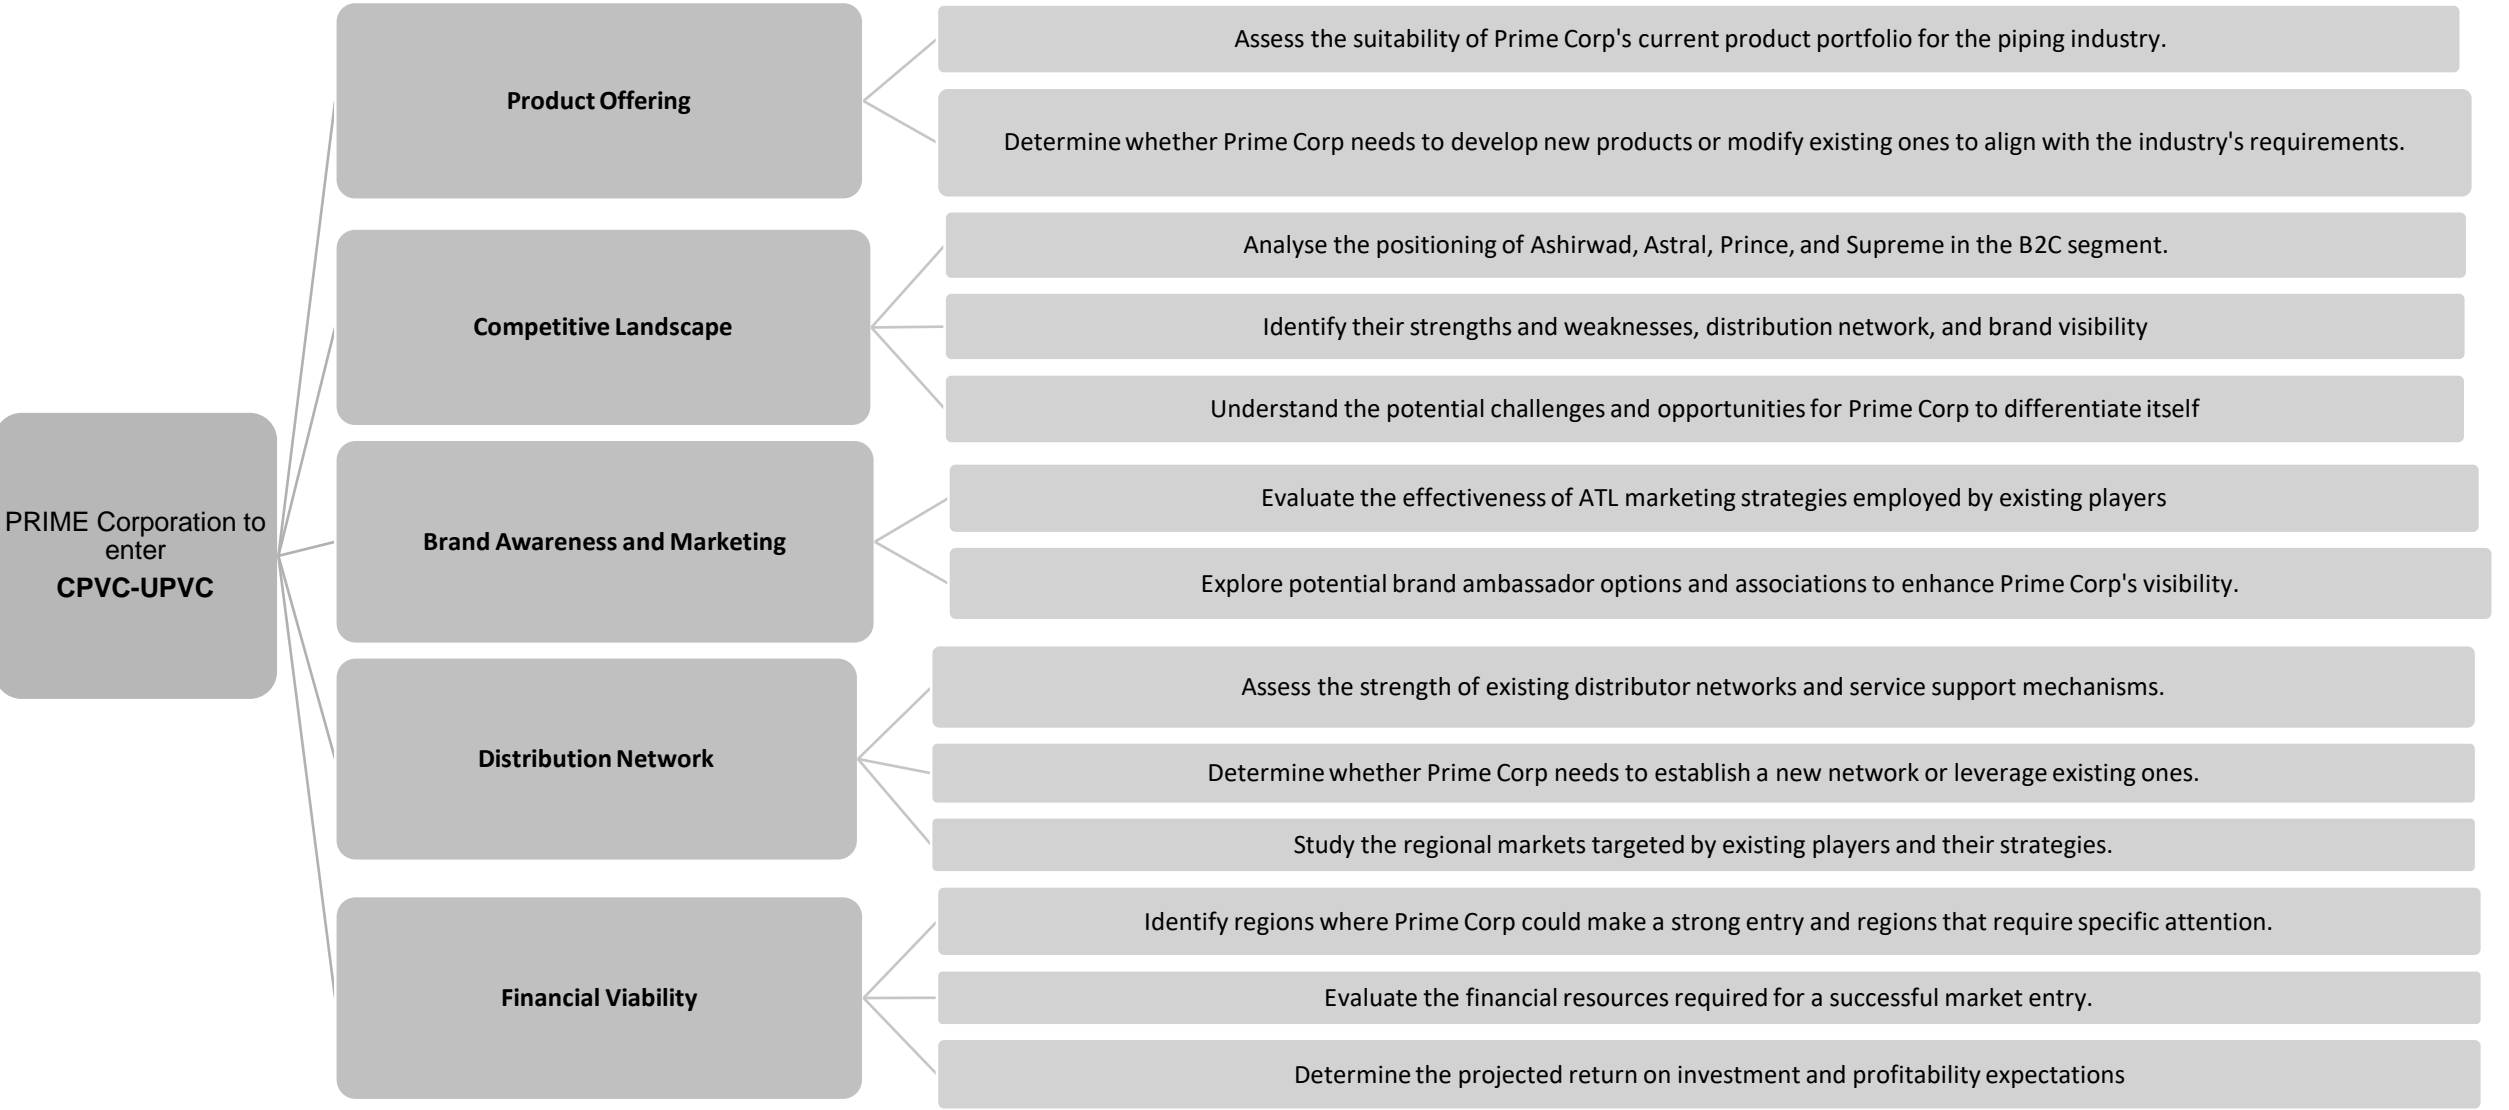 PRIME Corporation to
enter
CPVC-UPVC
Product Offering
Assess the suitability of Prime Corp's current product portfolio for the piping industry.
Determine whether Prime Corp needs to develop new products or modify existing ones to align with the industry's requirements.
Competitive Landscape
Analyse the positioning of Ashirwad, Astral, Prince, and Supreme in the B2C segment.
Identify their strengths and weaknesses, distribution network, and brand visibility
Understand the potential challenges and opportunities for Prime Corp to differentiate itself
Brand Awareness and Marketing
Evaluate the effectiveness of ATL marketing strategies employed by existing players
Explore potential brand ambassador options and associations to enhance Prime Corp's visibility.
Distribution Network
Assess the strength of existing distributor networks and service support mechanisms.
Determine whether Prime Corp needs to establish a new network or leverage existing ones.
Study the regional markets targeted by existing players and their strategies.
Financial Viability
Identify regions where Prime Corp could make a strong entry and regions that require specific attention.
Evaluate the financial resources required for a successful market entry.
Determine the projected return on investment and profitability expectations